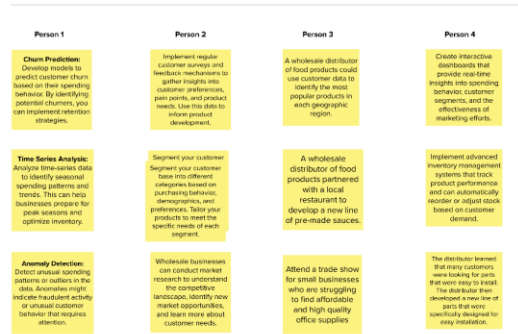 Person 1
Person 2
Person 3
Person 4
Churn Prediction:
Develop models to
predict customer churn
based on their spending
behavior. By identifying
potential churners, you
can implement retention
strategies.
Implement regular
customer surveys and
feedback mechanisms to
gather insights into
customer preferences,
pain points, and product
needs. Use this data to
inform product
development.
A wholesale distributor
of food products could
use customer data to
identify the most
popular products in
each geographic
region.
Create interactive
dashboards that
provide real-time
insights into spending
behavior, customer
segments, and the
effectiveness of
marketing efforts.
Time Series Analysis:
Analyze time-series data
to identify seasonal
spending patterns and
trends. This can help
businesses prepare for
peak seasons and
optimize inventory.
Segment your customer
Segment your customer
base into different
categories based on
purchasing behavior,
demographics, and
preferences. Tailor your
products to meet the
specific needs of each
segment.
A wholesale
distributor of food
products partnered
with a local
restaurant to
develop a new line
of pre-made sauces.
Implement advanced
inventory management
systems that track
product performance
and can automatically
reorder or adjust stock
based on customer
demand.
Anomaly Detection:
Detect unusual spending
patterns or outliers in the
data. Anomalies might
indicate fraudulent activity
or unusual customer
behavior that requires
attention.
Wholesale businesses
can conduct market
research to understand
the competitive
landscape, identify new
market opportunities,
and learn more about
customer needs.
Attend a trade show
for small businesses
who are struggling
to find affordable
and high quality
office supplies
The distributor learned
that many customers
were looking for parts
that were easy to install.
The distributor then
developed a new line of
parts that were
specifically designed for
easy installation.